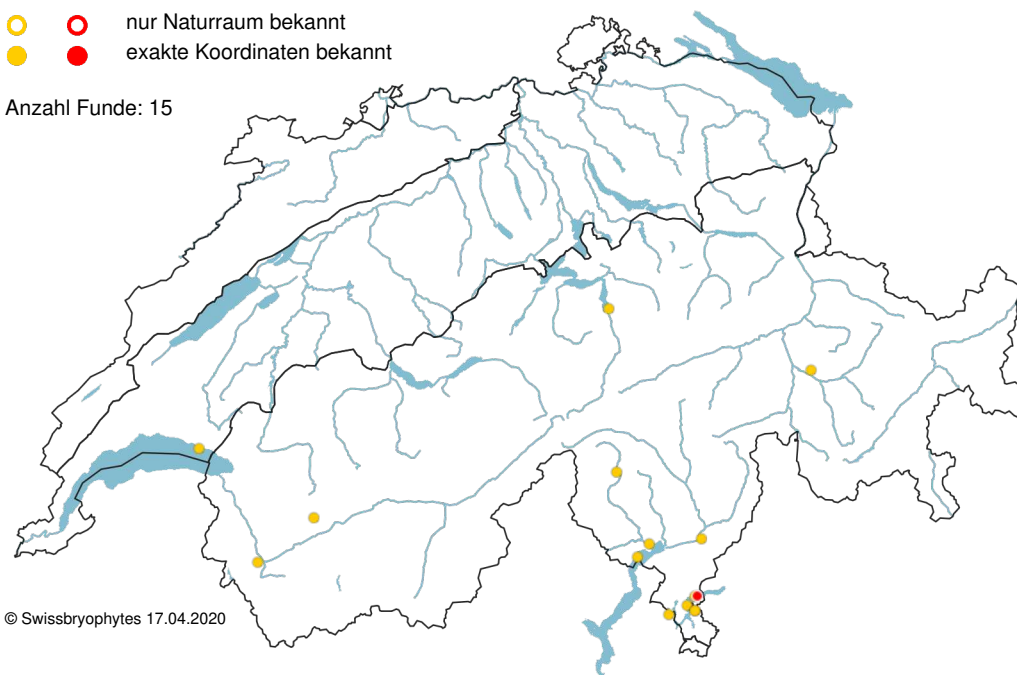 nur Naturraum bekannt
exakte Koordinaten bekannt
Anzahl Funde: 15
© Swissbryophytes 17.04.2020